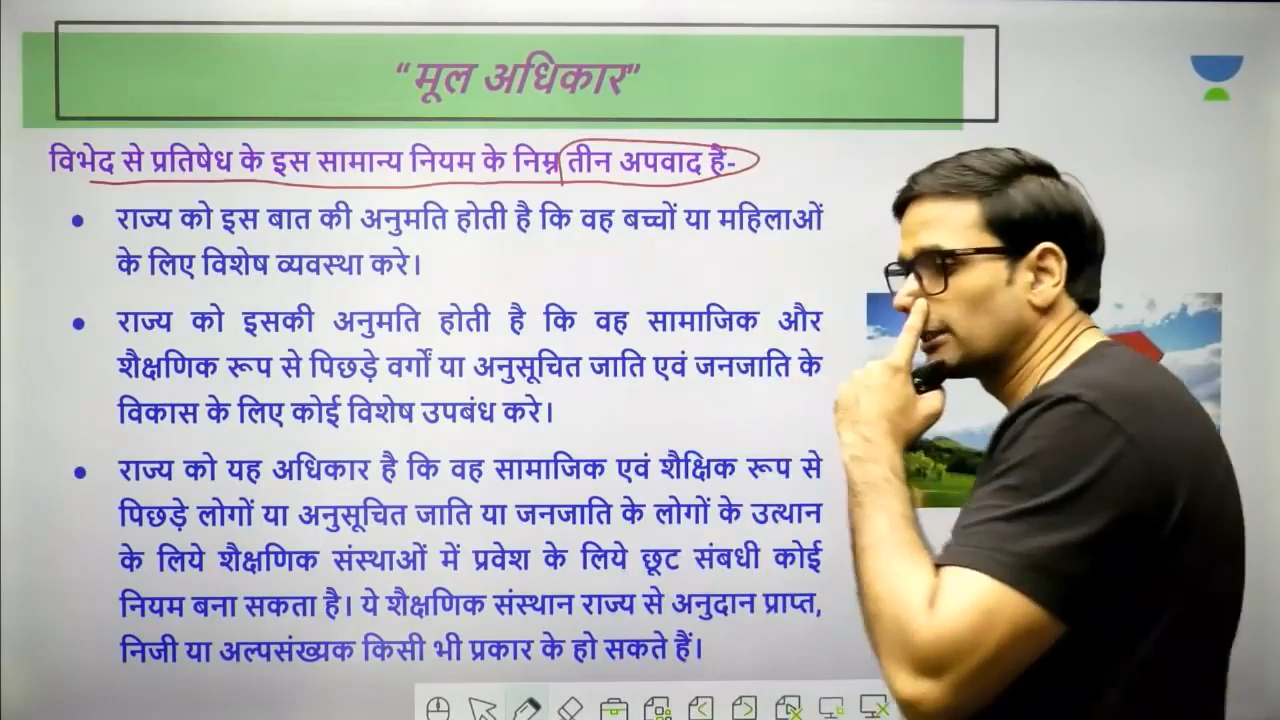 “मूल अधिकार”
विभेद से प्रतिषेध के इस सामान्य नियम के निम्न तीन अपवाद है-
• राज्य को इस बात की अनुमति होती है कि वह बच्चों या महिलाओं
के लिए विशेष व्यवस्था करे।
• राज्य को इसकी अनुमति होती है कि वह सामाजिक और
शैक्षणिक रूप से पिछड़े वर्गों या अनुसूचित जाति एवं जनजाति के
विकास के लिए कोई विशेष उपबंध करे।
• राज्य को यह अधिकार है कि वह सामाजिक एवं शैक्षिक रूप से
पिछड़े लोगों या अनुसूचित जाति या जनजाति के लोगों के उत्थान
के लिये शैक्षणिक संस्थाओं में प्रवेश के लिये छूट संबधी कोई
नियम बना सकता है। ये शैक्षणिक संस्थान राज्य से अनुदान प्राप्त,
निजी या अल्पसंख्यक किसी भी प्रकार के हो सकते हैं।